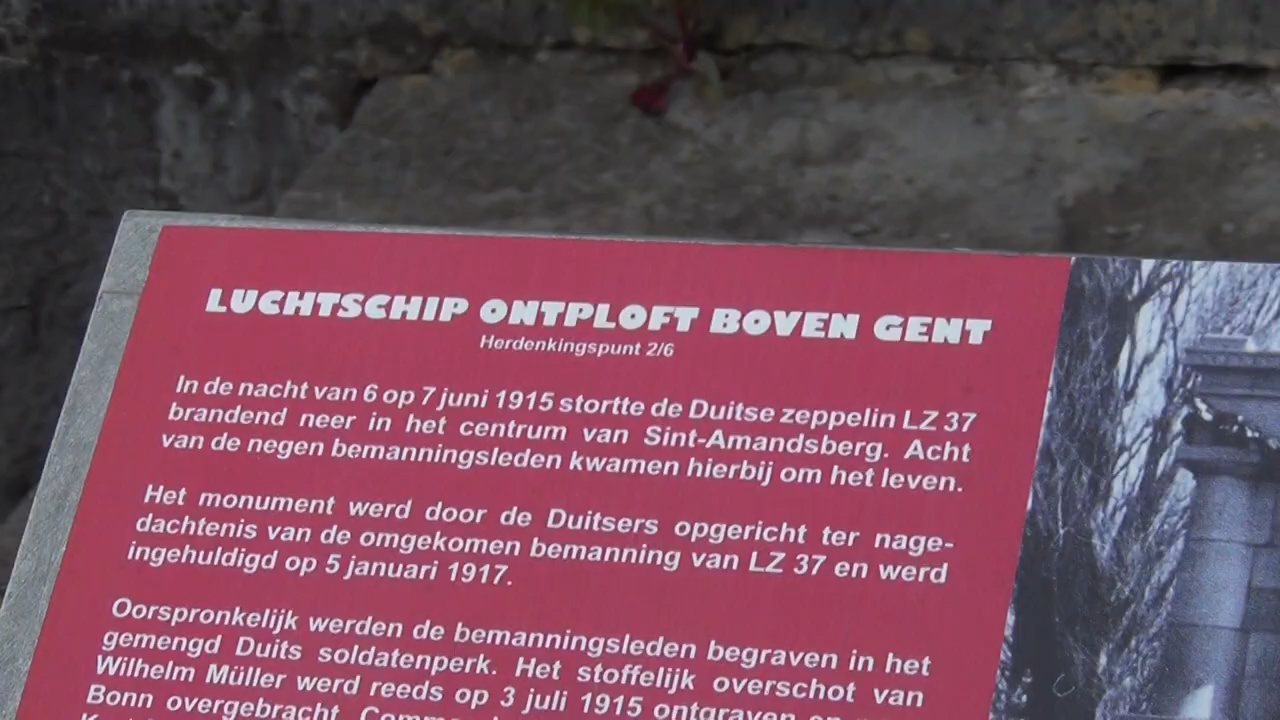 LUCHTSCHIP ONTPLOFT BOVEN GENT
Herdenkingspunt 2/6
In de nacht van 6 op 7 juni 1915 stortte de Duitse zeppelin LZ 37
brandend neer in het centrum van Sint-Amandsberg. Acht
van de negen bemanningsleden kwamen hierbij om het leven.
Het monument werd door de Duitsers opgericht ter nage-
dachtenis van de omgekomen bemanning van LZ 37 en werd
ingehuldigd op 5 januari 1917.
Oorspronkelijk werden de bemanningsleden begraven in het
gemengd Duits soldatenperk. Het stoffelijk overschot van
Wilhelm Müller werd reeds op 3 juli 1915 ontgraven en
Bonn overgebracht.